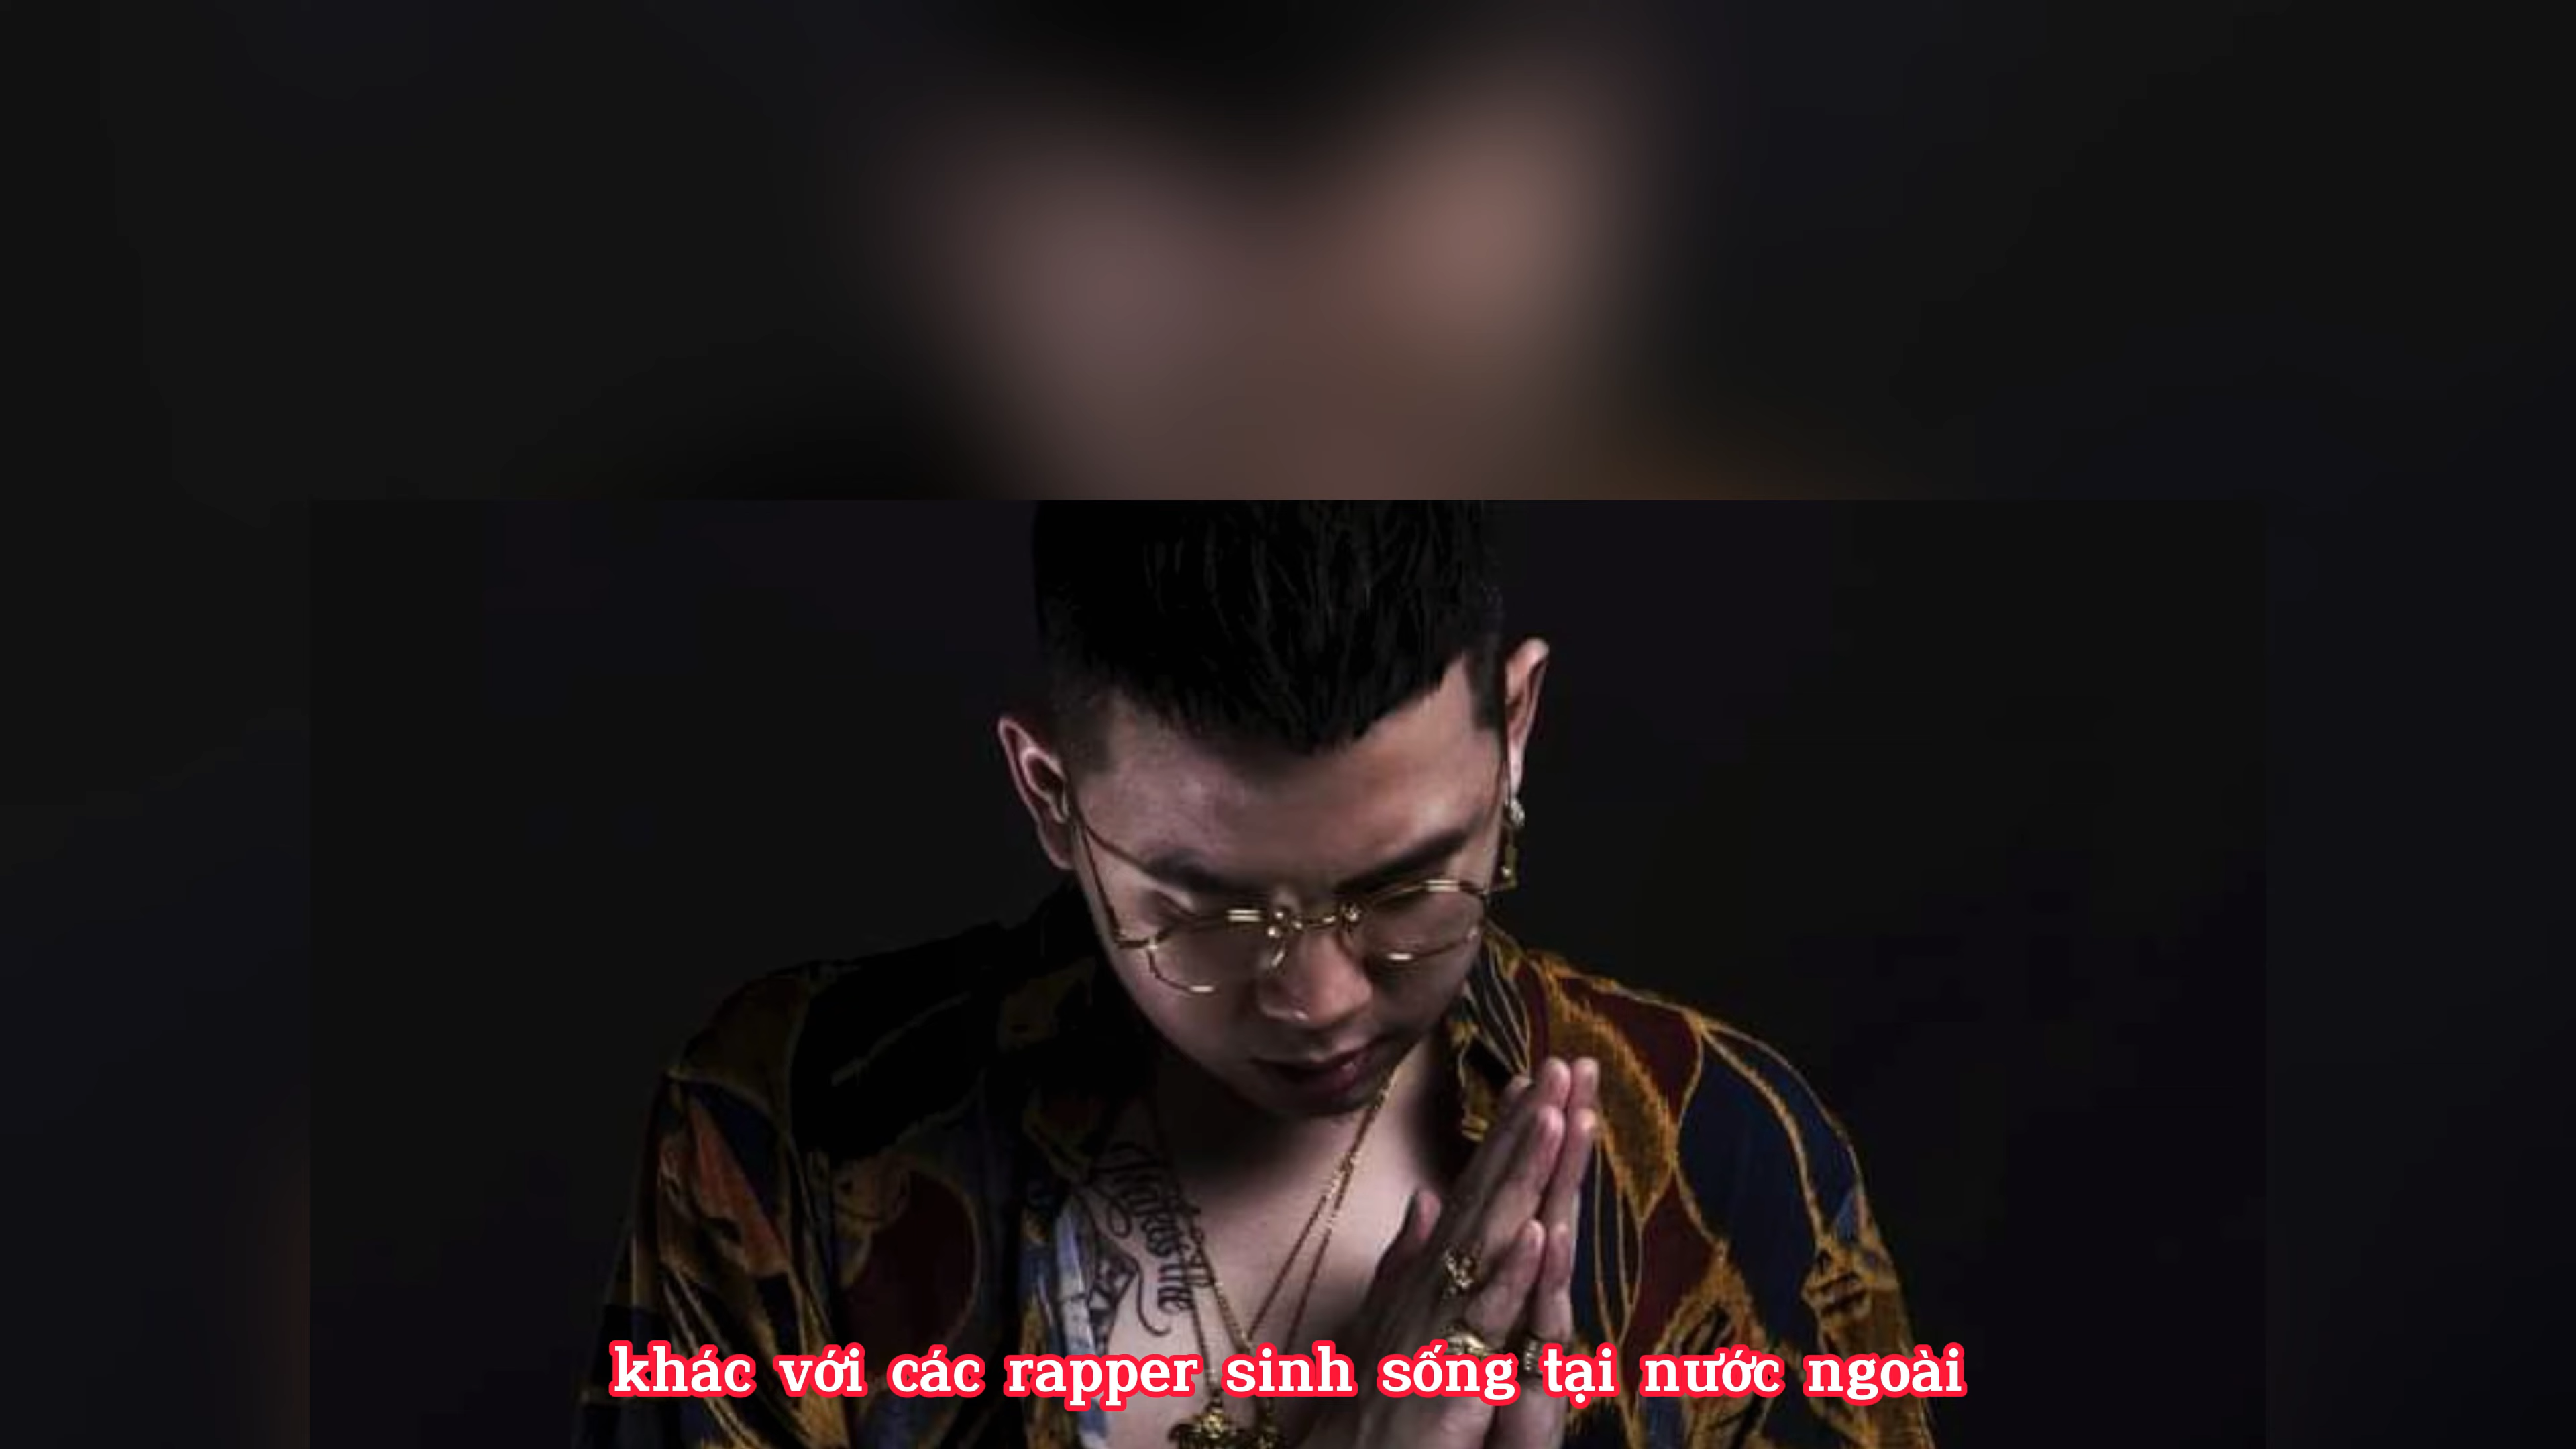 khác với các rapper sinh sống tại nước ngoài